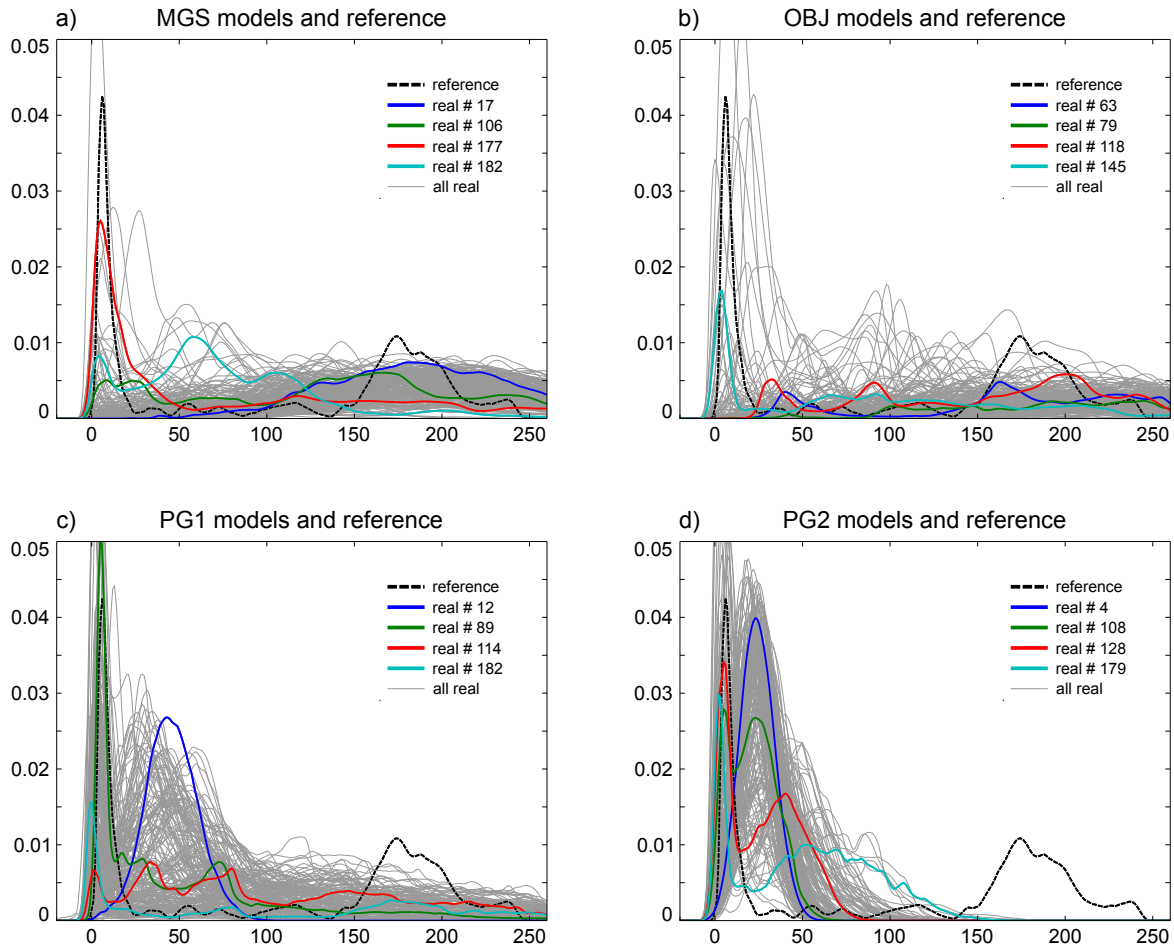 a) MGS models and reference
0.05
0.04
0.03
0.02
0.01
0
reference
real # 17
real # 106
real # 177
real # 182
all real
0 50 100 150 200 250
b) OBJ models and reference
0.05
0.04
0.03
0.02
0.01
0
reference
real # 63
real # 79
real # 118
real # 145
all real
0 50 100 150 200 250
c) PG1 models and reference
0.05
0.04
0.03
0.02
0.01
0
reference
real # 12
real # 89
real # 114
real # 182
all real
0 50 100 150 200 250
d) PG2 models and reference
0.05
0.04
0.03
0.02
0.01
0
reference
real # 4
real # 108
real # 128
real # 179
all real
0 50 100 150 200 250